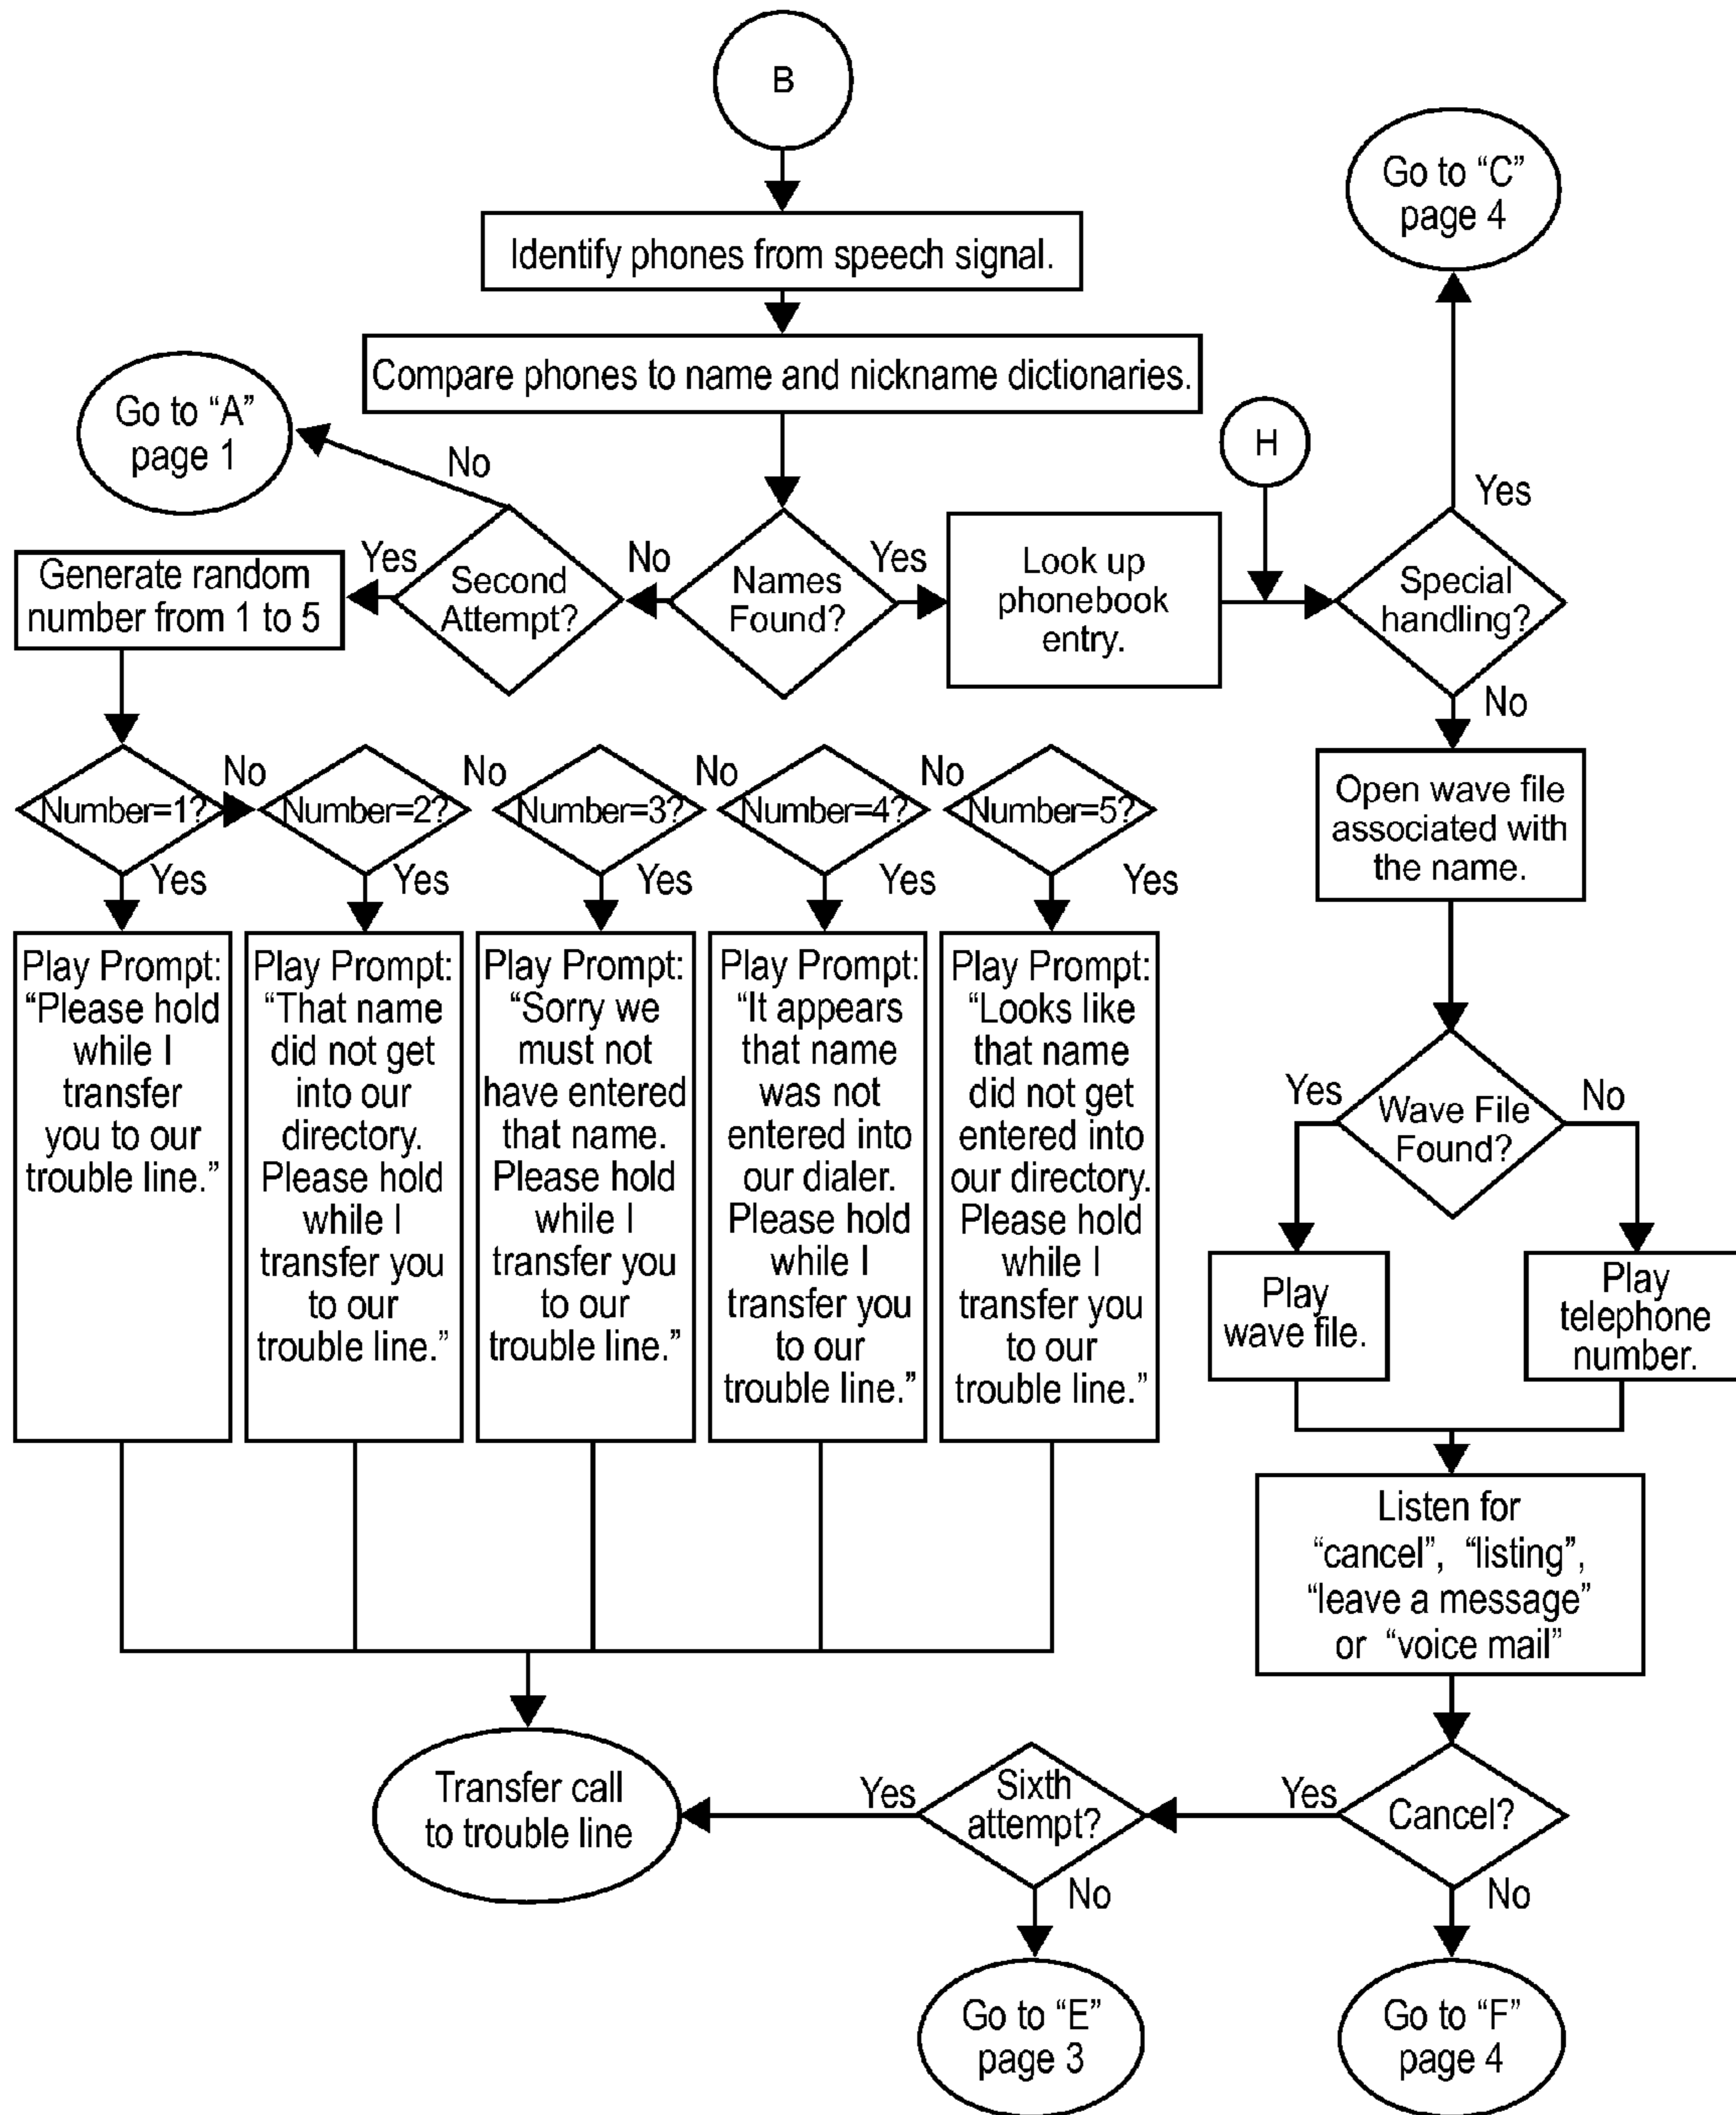 B
Go to “C”
page 4
Identify phones from speech signal.
Compare phones to name and nickname dictionaries.
Go to “A”
page 1
No
H
Yes
Generate random
number from 1 to 5
Yes
Second
Attempt?
No
Names
Found?
Yes
Look up
phonebook
entry.
Special
handling?
No
Number=1?
No
Number=2?
No
Number=3?
No
Number=4?
No
Number=5?
Yes
Yes
Yes
Yes
Yes
Open wave file
associated with
the name.
Play Prompt:
“Please hold
while I
transfer
you to our
trouble line.”
Play Prompt:
“That name
did not get
into our
directory.
Please hold
while I
transfer you
to our
trouble line.”
Play Prompt:
“Sorry we
must not
have entered
that name.
Please hold
while I
transfer you
to our
trouble line.”
Play Prompt:
“It appears
that name
was not
entered into
our dialer.
Please hold
while I
transfer you
to our
trouble line.”
Play Prompt:
“Looks like
that name
did not get
entered into
our directory.
Please hold
while I
transfer you
to our
trouble line.”
Yes
Wave File
Found?
No
Play
wave file.
Play
telephone
number.
Listen for
“cancel”, “listing”,
“leave a message”
or “voice mail”
Transfer call
to trouble line
Yes
Sixth
attempt?
Yes
Cancel?
No
No
Go to “E”
page 3
Go to “F”
page 4